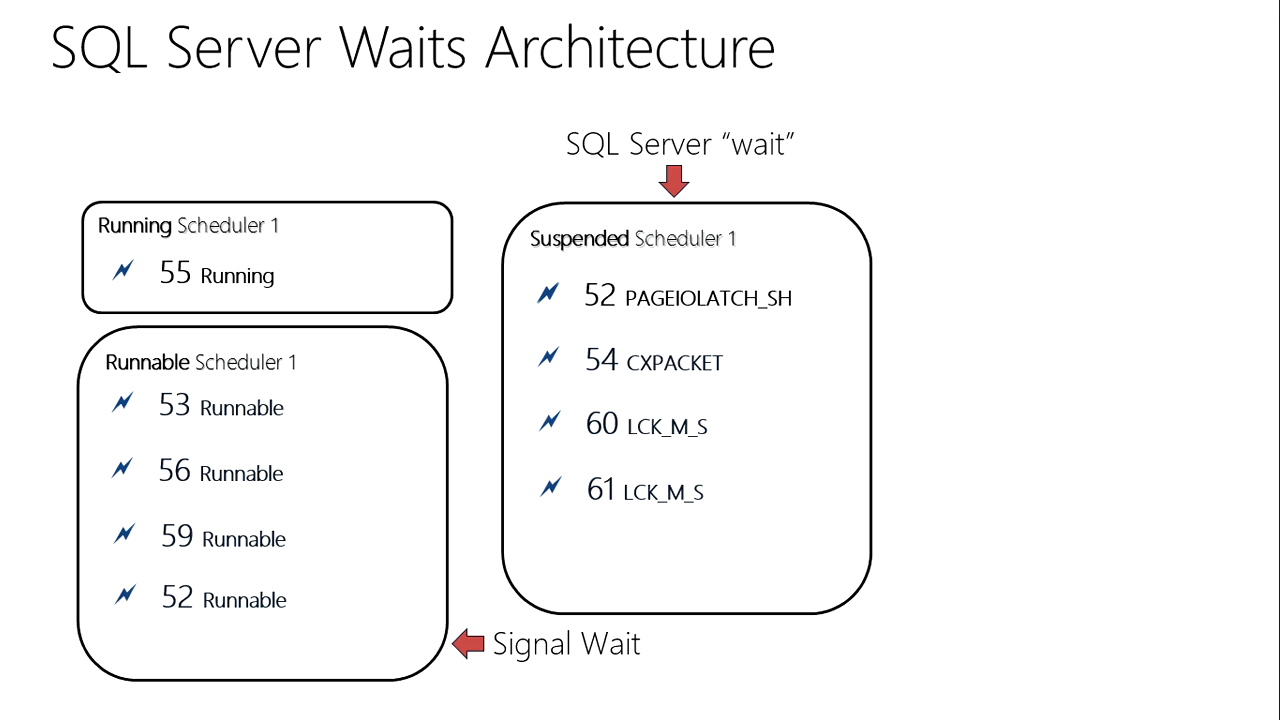 SQL Server Waits Architecture
SQL Server “wait”
Running Scheduler 1
55 Running
Runnable Scheduler 1
53 Runnable
56 Runnable
59 Runnable
52 Runnable
Suspended Scheduler 1
52 PAGEIOLATCH_SH
54 CXPACKET
60 LCK_M_S
61 LCK_M_S
Signal Wait